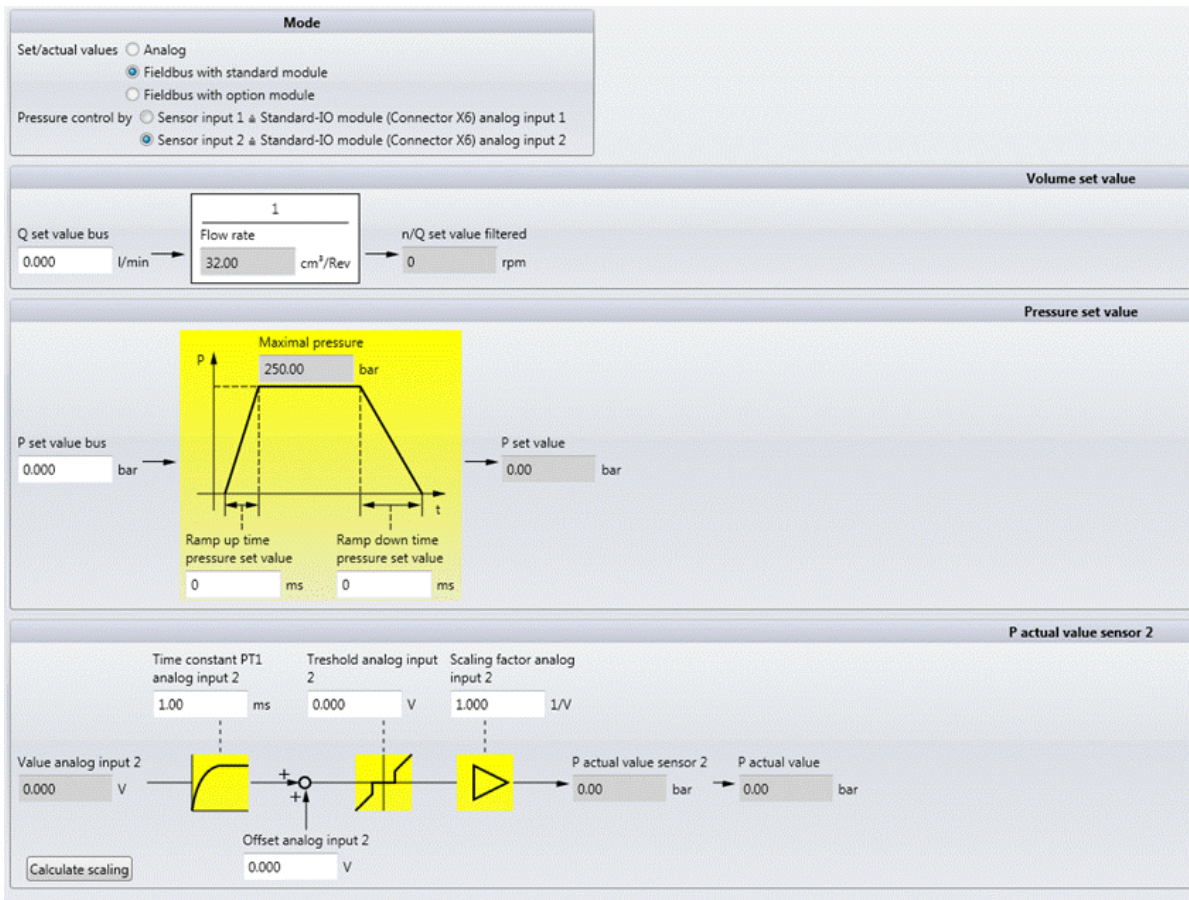 Mode
Set/actual values Analog
Fieldbus with standard module
Fieldbus with option module
Pressure control by Sensor input 1 ≙ Standard-IO module (Connector X6) analog input 1
Sensor input 2 ≙ Standard-IO module (Connector X6) analog input 2
Volume set value
1
Q set value bus Flow rate n/Q set value filtered
0.000 l/min 32.00 cm³/Rev 0 rpm
Pressure set value
Maximal pressure
P 250.00 bar
P set value bus P set value
0.000 bar 0.00 bar
t
Ramp up time Ramp down time
pressure set value pressure set value
0 ms 0 ms
P actual value sensor 2
Time constant PT1 Treshold analog input Scaling factor analog
analog input 2 2 input 2
1.00 ms 0.000 V 1.000 1/V
Value analog input 2 P actual value sensor 2 P actual value
0.000 V + + 0.00 bar 0.00 bar
Offset analog input 2
Calculate scaling 0.000 V